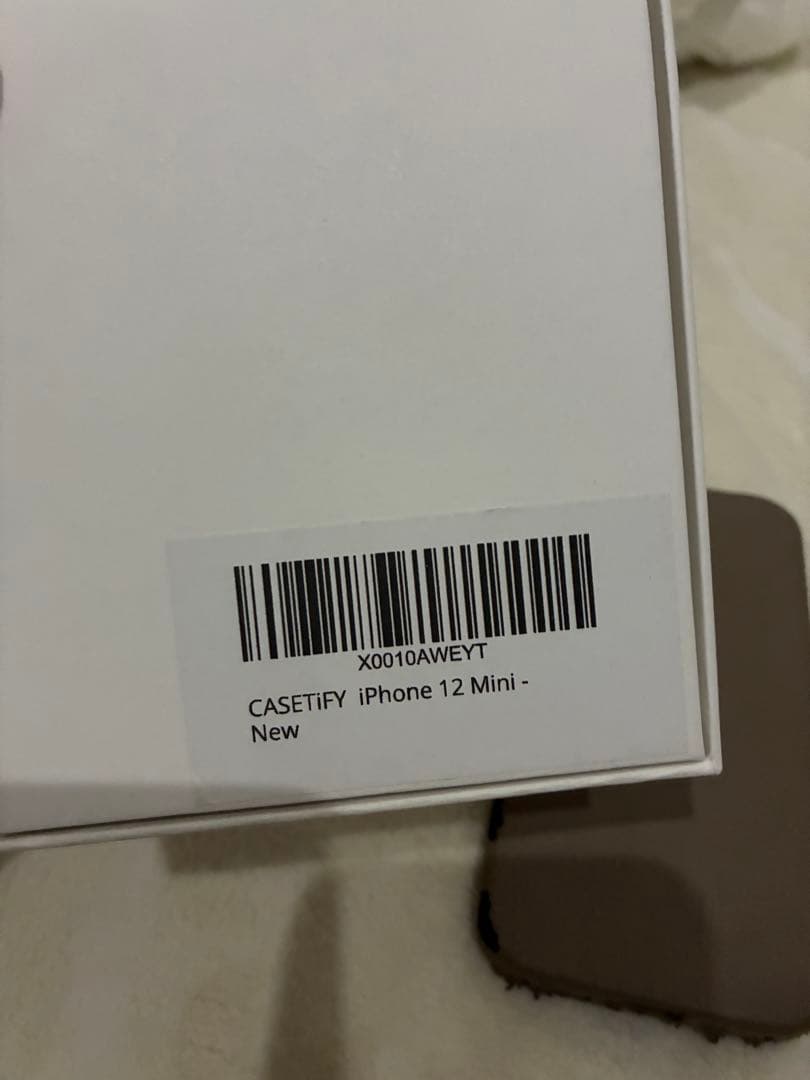 X0010AWEYT
CASETiFY iPhone 12 Mini -
New